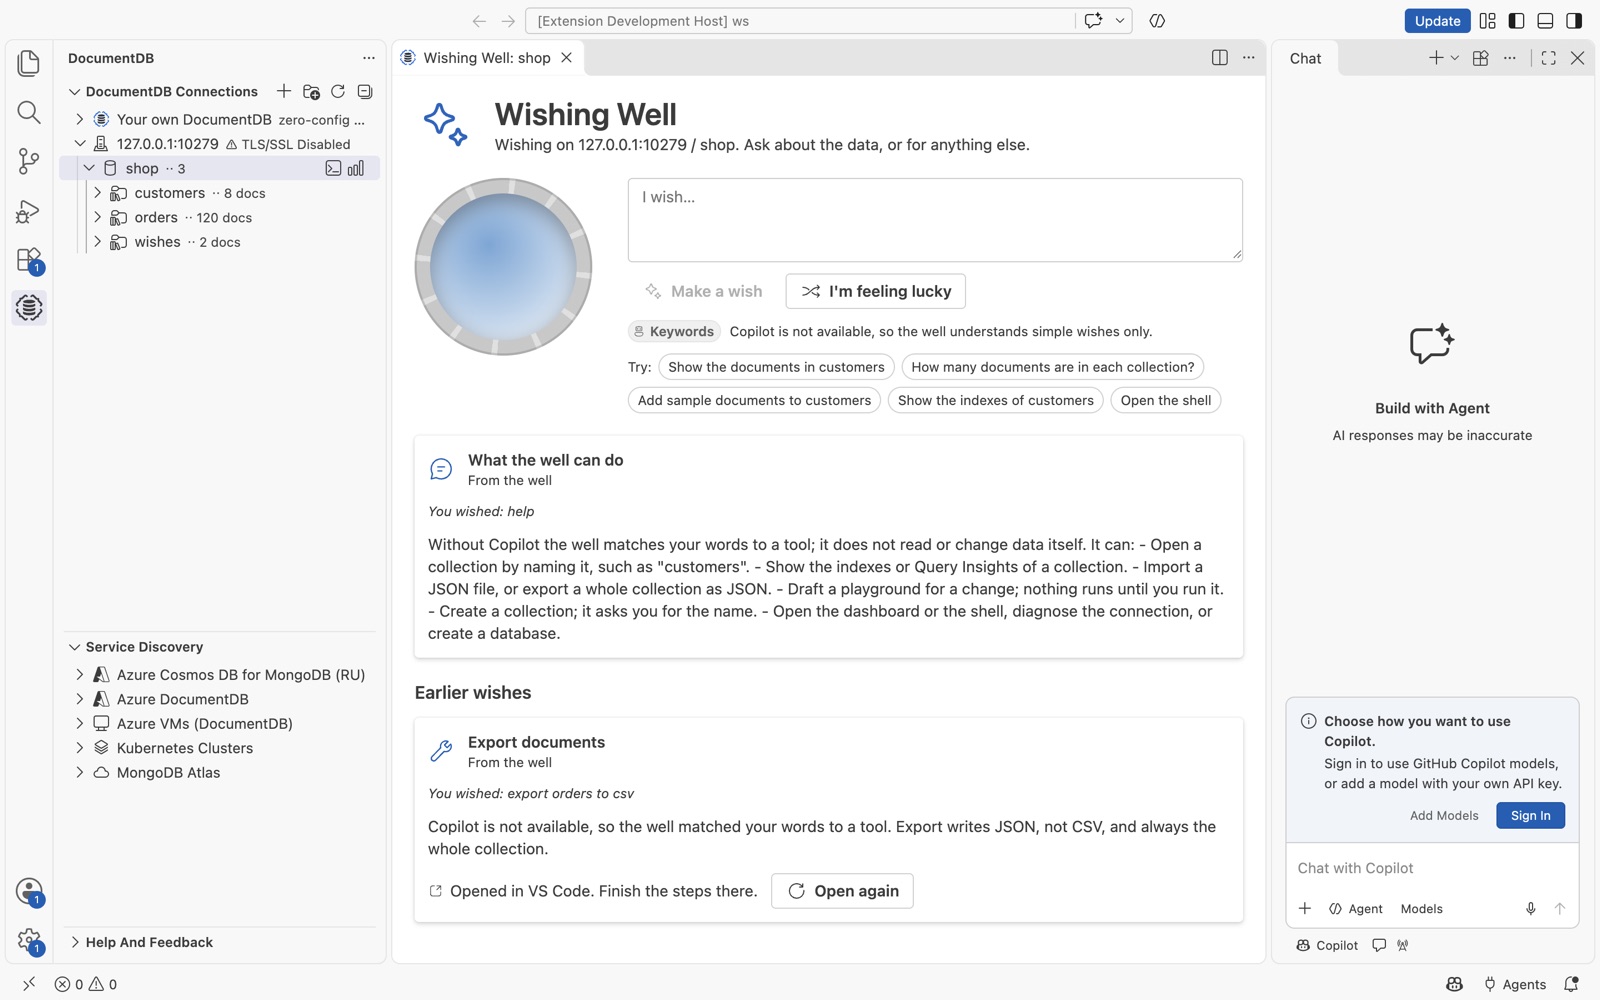 [Extension Development Host] ws
Update
DocumentDB
DocumentDB Connections
Your own DocumentDB zero-config ...
127.0.0.1:10279 TLS/SSL Disabled
shop ·· 3
customers ·· 8 docs
orders ·· 120 docs
wishes ·· 2 docs
Service Discovery
Azure Cosmos DB for MongoDB (RU)
Azure DocumentDB
Azure VMs (DocumentDB)
Kubernetes Clusters
MongoDB Atlas
Help And Feedback
1
1
1
Wishing Well: shop
Wishing Well
Wishing on 127.0.0.1:10279 / shop. Ask about the data, or for anything else.
I wish...
Make a wish
I'm feeling lucky
Keywords Copilot is not available, so the well understands simple wishes only.
Try: Show the documents in customers How many documents are in each collection?
Add sample documents to customers Show the indexes of customers Open the shell
What the well can do
From the well
You wished: help
Without Copilot the well matches your words to a tool; it does not read or change data itself. It can: - Open a
collection by naming it, such as "customers". - Show the indexes or Query Insights of a collection. - Import a
JSON file, or export a whole collection as JSON. - Draft a playground for a change; nothing runs until you run it.
- Create a collection; it asks you for the name. - Open the dashboard or the shell, diagnose the connection, or
create a database.
Earlier wishes
Export documents
From the well
You wished: export orders to csv
Copilot is not available, so the well matched your words to a tool. Export writes JSON, not CSV, and always the
whole collection.
Opened in VS Code. Finish the steps there. Open again
Chat
Build with Agent
AI responses may be inaccurate
Choose how you want to use
Copilot.
Sign in to use GitHub Copilot models,
or add a model with your own API key.
Add Models Sign In
Chat with Copilot
Agent Models
Copilot
0 0
Agents